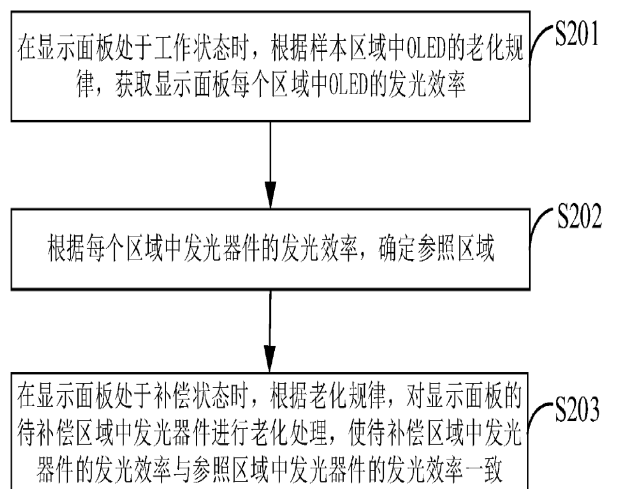 在显示面板处于工作状态时，根据样本区域中OLED的老化规
律，获取显示面板每个区域中OLED的发光效率
S201
根据每个区域中发光器件的发光效率，确定参照区域
S202
在显示面板处于补偿状态时，根据老化规律，对显示面板的
待补偿区域中发光器件进行老化处理，使待补偿区域中发光
器件的发光效率与参照区域中发光器件的发光效率一致
S203